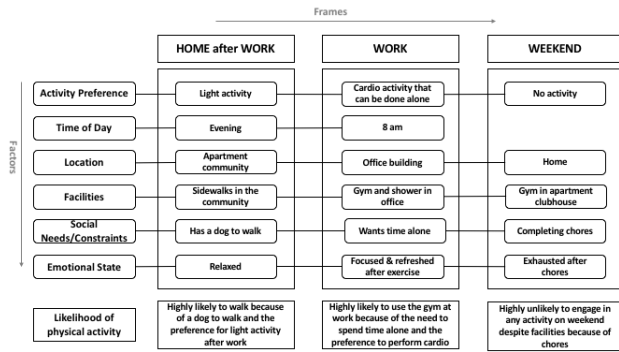 Frames
HOME after WORK
WORK
WEEKEND
Factors
Activity Preference
Light activity
Cardio activity that
can be done alone
No activity
Time of Day
Evening
8 am
Location
Apartment
community
Office building
Home
Facilities
Sidewalks in the
community
Gym and shower in
office
Gym in apartment
clubhouse
Social
Needs/Constraints
Has a dog to walk
Wants time alone
Completing chores
Emotional State
Relaxed
Focused & refreshed
after exercise
Exhausted after
chores
Likelihood of
physical activity
Highly likely to walk because
of a dog to walk and the
preference for light activity
after work
Highly likely to use the gym at
work because of the need to
spend time alone and the
preference to perform cardio
Highly unlikely to engage in
any activity on weekend
despite facilities because of
chores